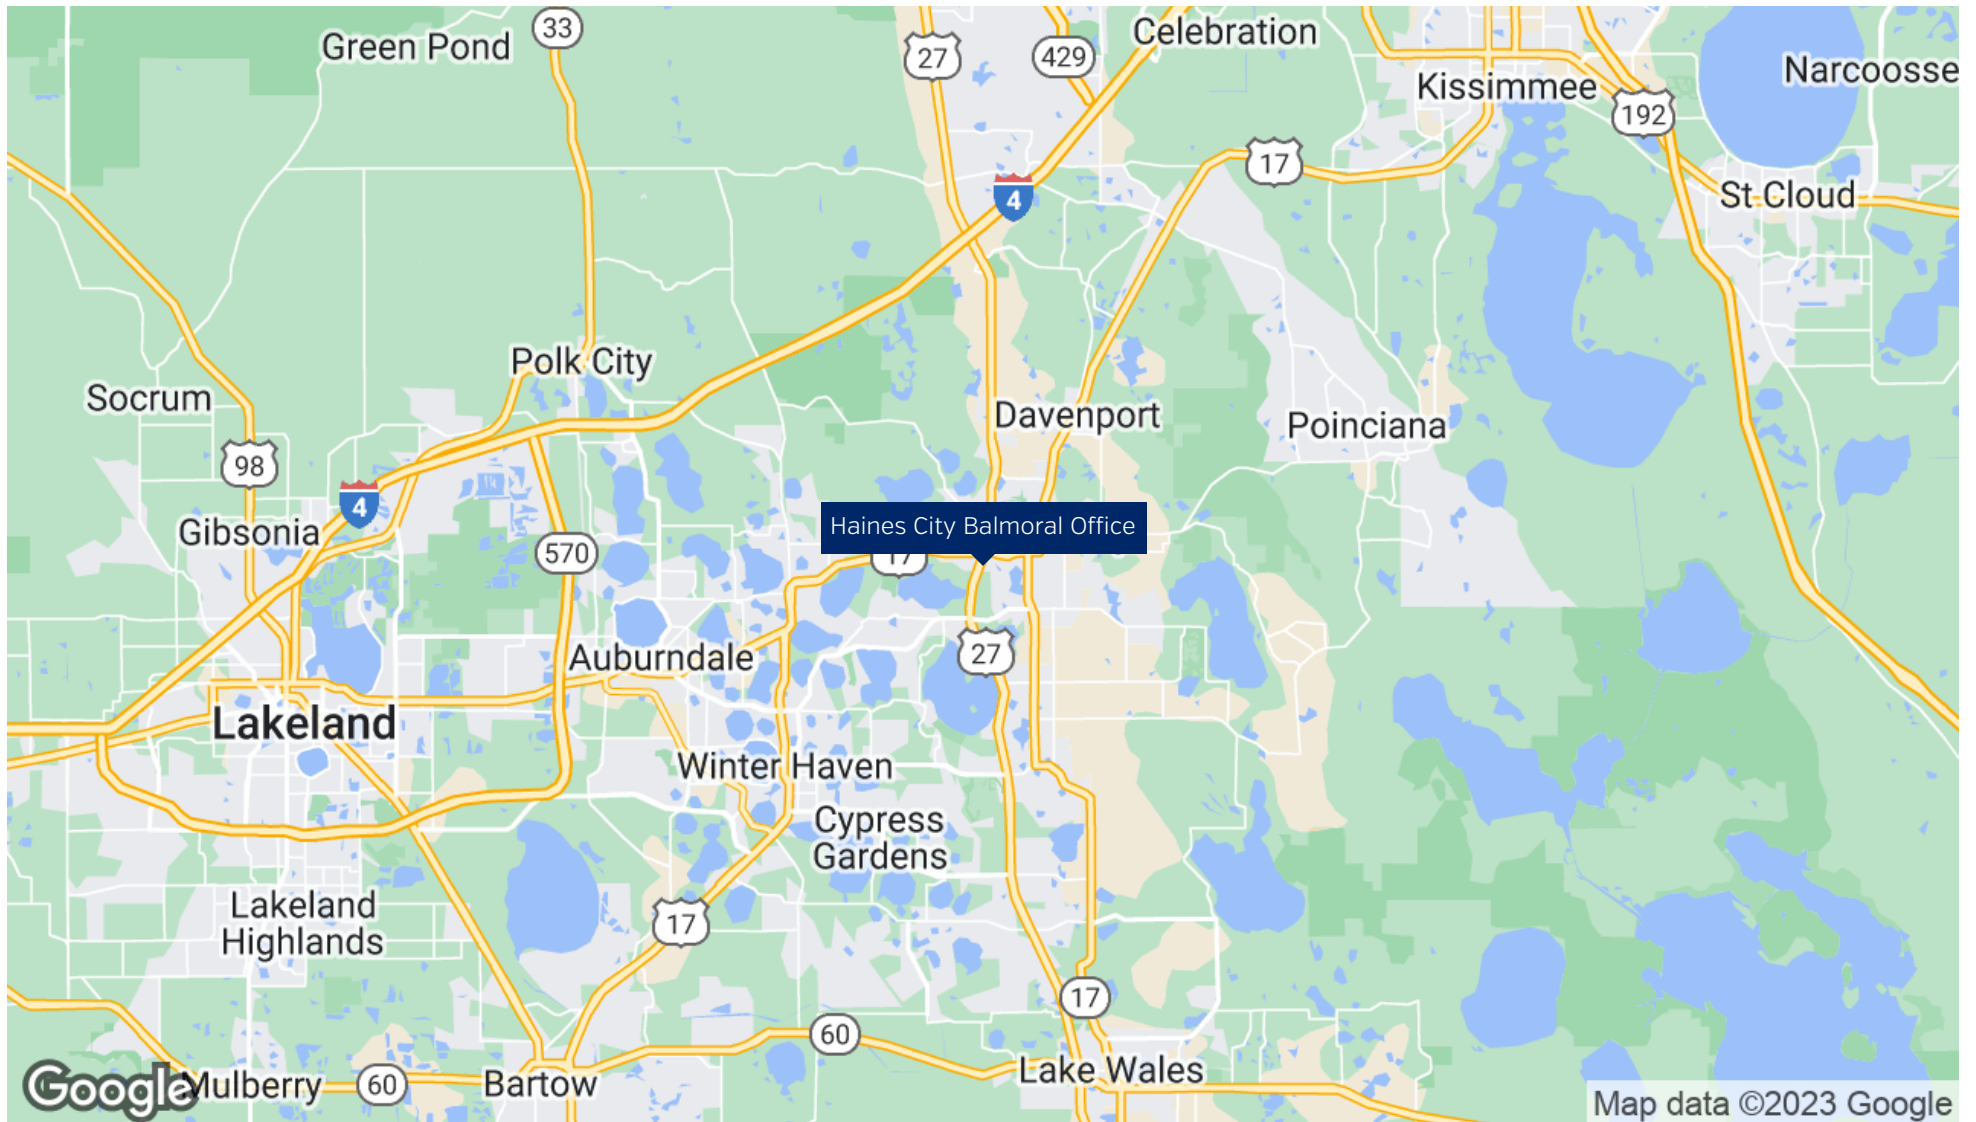 Green Pond
33
27
429
Celebration
Kissimmee
Narcoosse
192
17
4
St Cloud
Polk City
Socrum
Davenport
Poinciana
98
4
Gibsonia
Haines City Balmoral Office
17
570
27
Auburndale
Lakeland
Winter Haven
Cypress
Gardens
Lakeland
Highlands
17
17
60
Lake Wales
Google
Mulberry
60
Bartow
Map data ©2023 Google